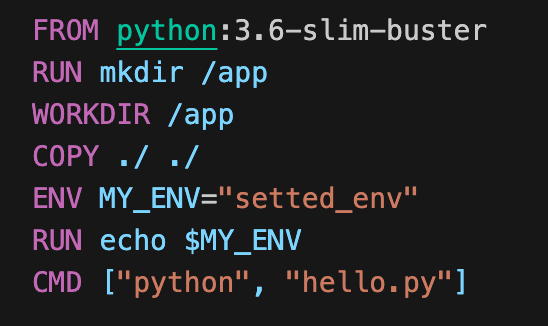 FROM python:3.6-slim-buster
RUN mkdir /app
WORKDIR /app
COPY ./ ./
ENV MY_ENV="setted_env"
RUN echo $MY_ENV
CMD ["python", "hello.py"]